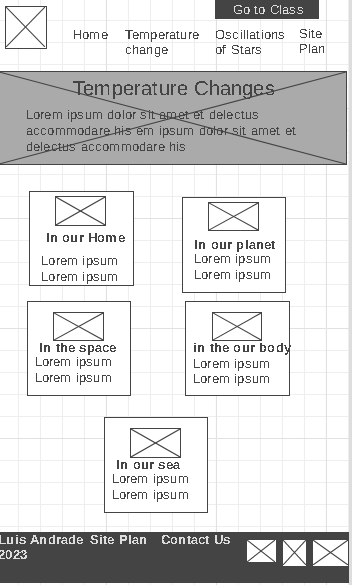 Go to Class
Home
Temperature
change
Oscillations
of Stars
Site
Plan
Temperature Changes
Lorem ipsum dolor sit amet et delectus
accommodare his em ipsum dolor sit amet et
delectus accommodare his
In our Home
Lorem ipsum
Lorem ipsum
In our planet
Lorem ipsum
Lorem ipsum
In the space
Lorem ipsum
Lorem ipsum
in the our body
Lorem ipsum
Lorem ipsum
In our sea
Lorem ipsum
Lorem ipsum
Luis Andrade
2023
Site Plan
Contact Us